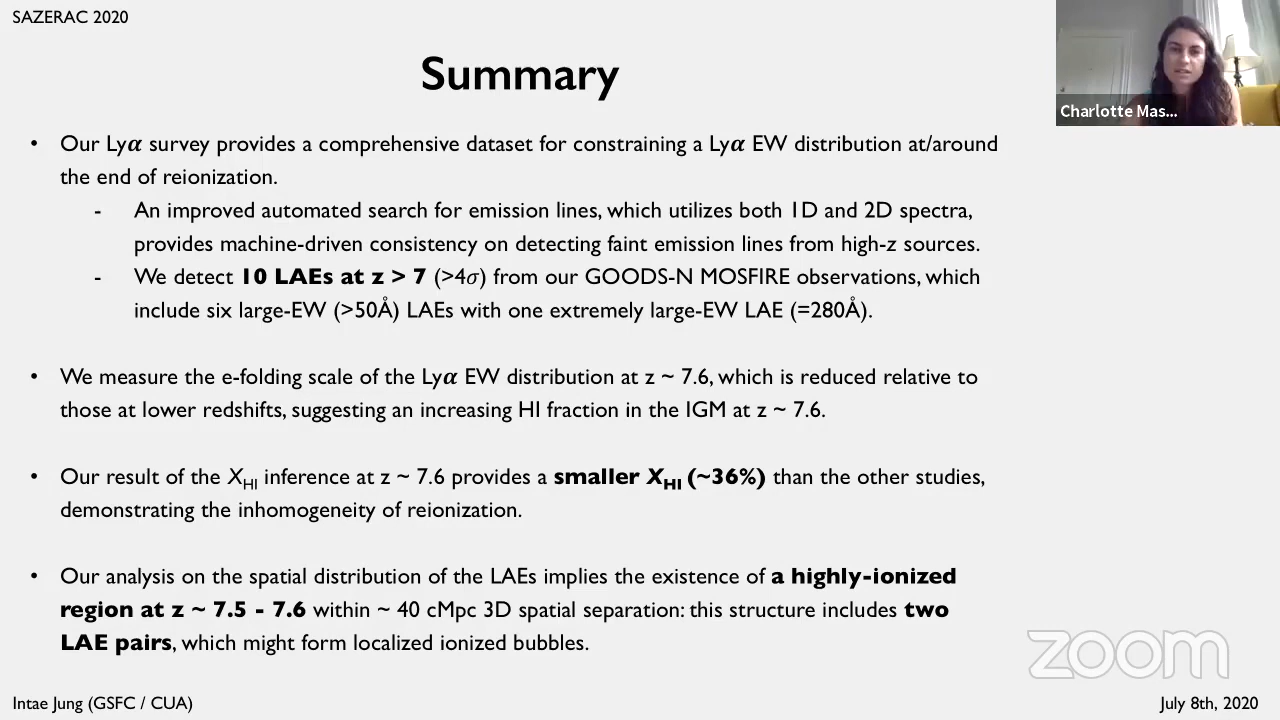 SAZERAC 2020
Summary
Charlotte Mas...
• Our Lyα survey provides a comprehensive dataset for constraining a Lyα EW distribution at/around
the end of reionization.
- An improved automated search for emission lines, which utilizes both 1D and 2D spectra,
provides machine-driven consistency on detecting faint emission lines from high-z sources.
- We detect 10 LAEs at z > 7 (>4σ) from our GOODS-N MOSFIRE observations, which
include six large-EW (>50Å) LAEs with one extremely large-EW LAE (=280Å).
• We measure the e-folding scale of the Lyα EW distribution at z ~ 7.6, which is reduced relative to
those at lower redshifts, suggesting an increasing HI fraction in the IGM at z ~ 7.6.
• Our result of the X_HI inference at z ~ 7.6 provides a smaller X_HI (~36%) than the other studies,
demonstrating the inhomogeneity of reionization.
• Our analysis on the spatial distribution of the LAEs implies the existence of a highly-ionized
region at z ~ 7.5 - 7.6 within ~ 40 cMpc 3D spatial separation: this structure includes two
LAE pairs, which might form localized ionized bubbles.
zoom
Intae Jung (GSFC / CUA)
July 8th, 2020